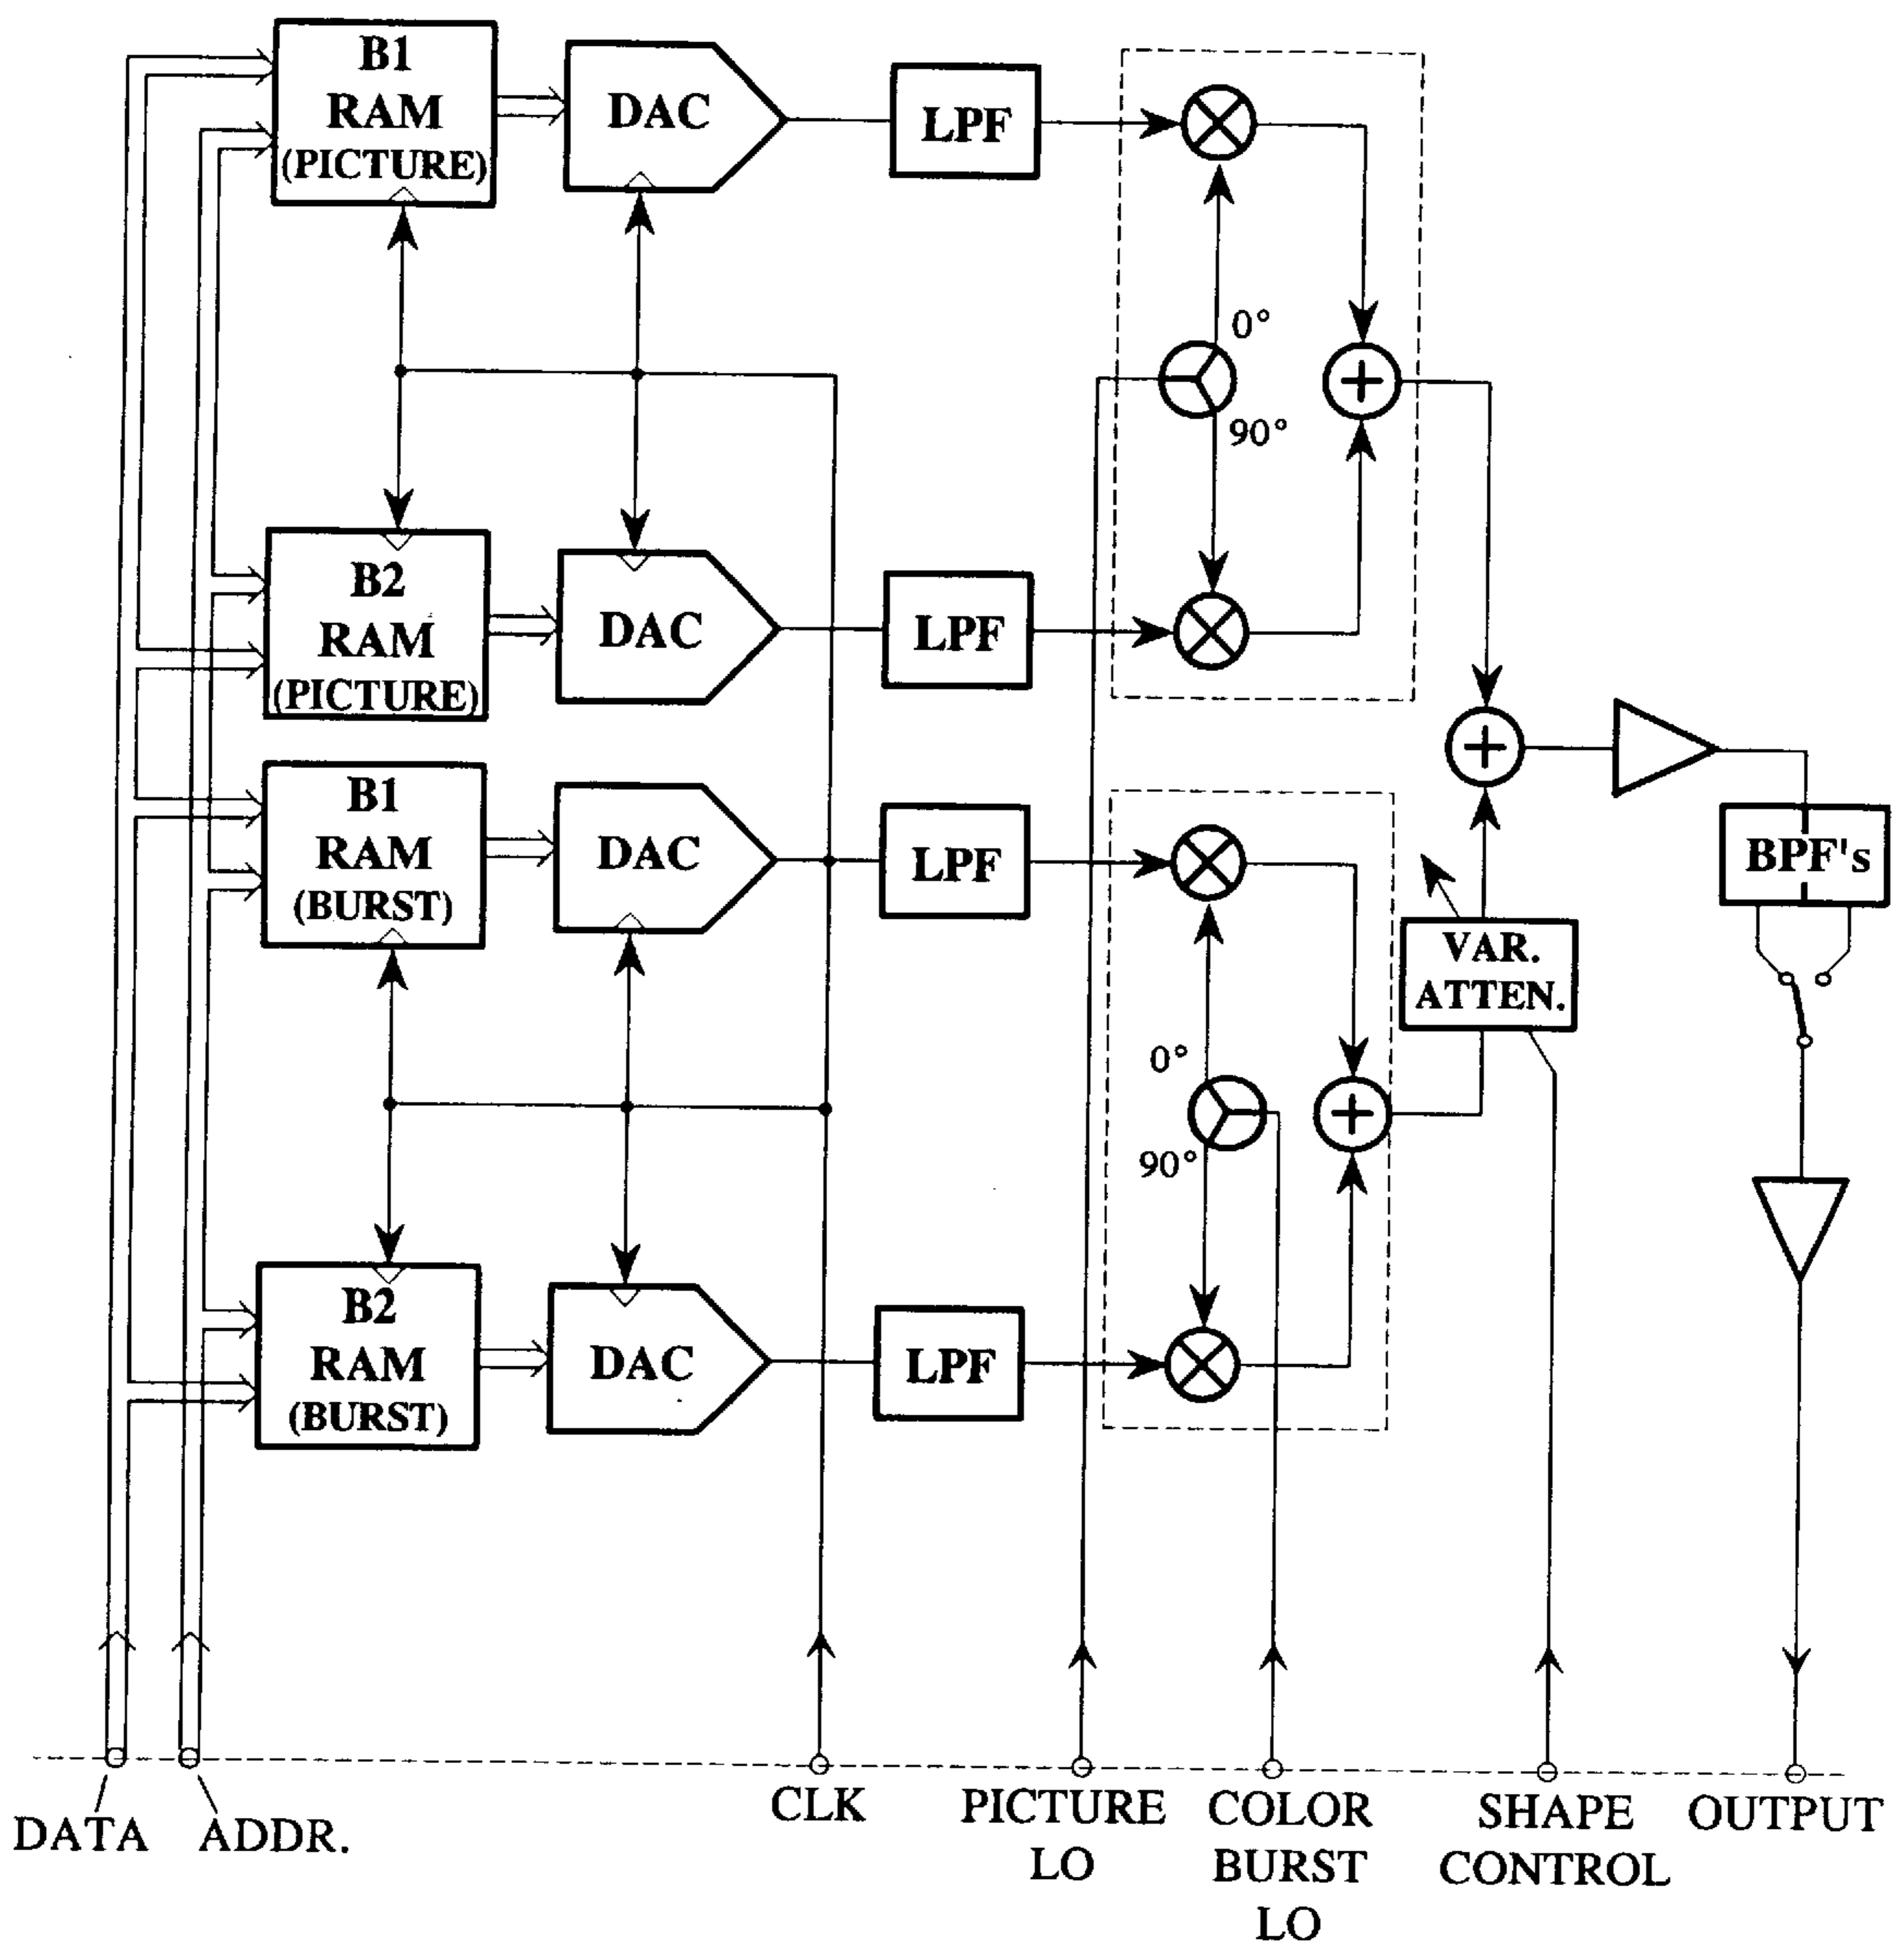 B1
RAM
(PICTURE)
DAC
LPF
0°
90°
B2
RAM
(PICTURE)
DAC
LPF
B1
RAM
(BURST)
DAC
LPF
BPF's
VAR.
ATTEN.
0°
90°
B2
RAM
(BURST)
DAC
LPF
DATA
ADDR.
CLK
PICTURE
LO
COLOR
BURST
LO
SHAPE
CONTROL
OUTPUT